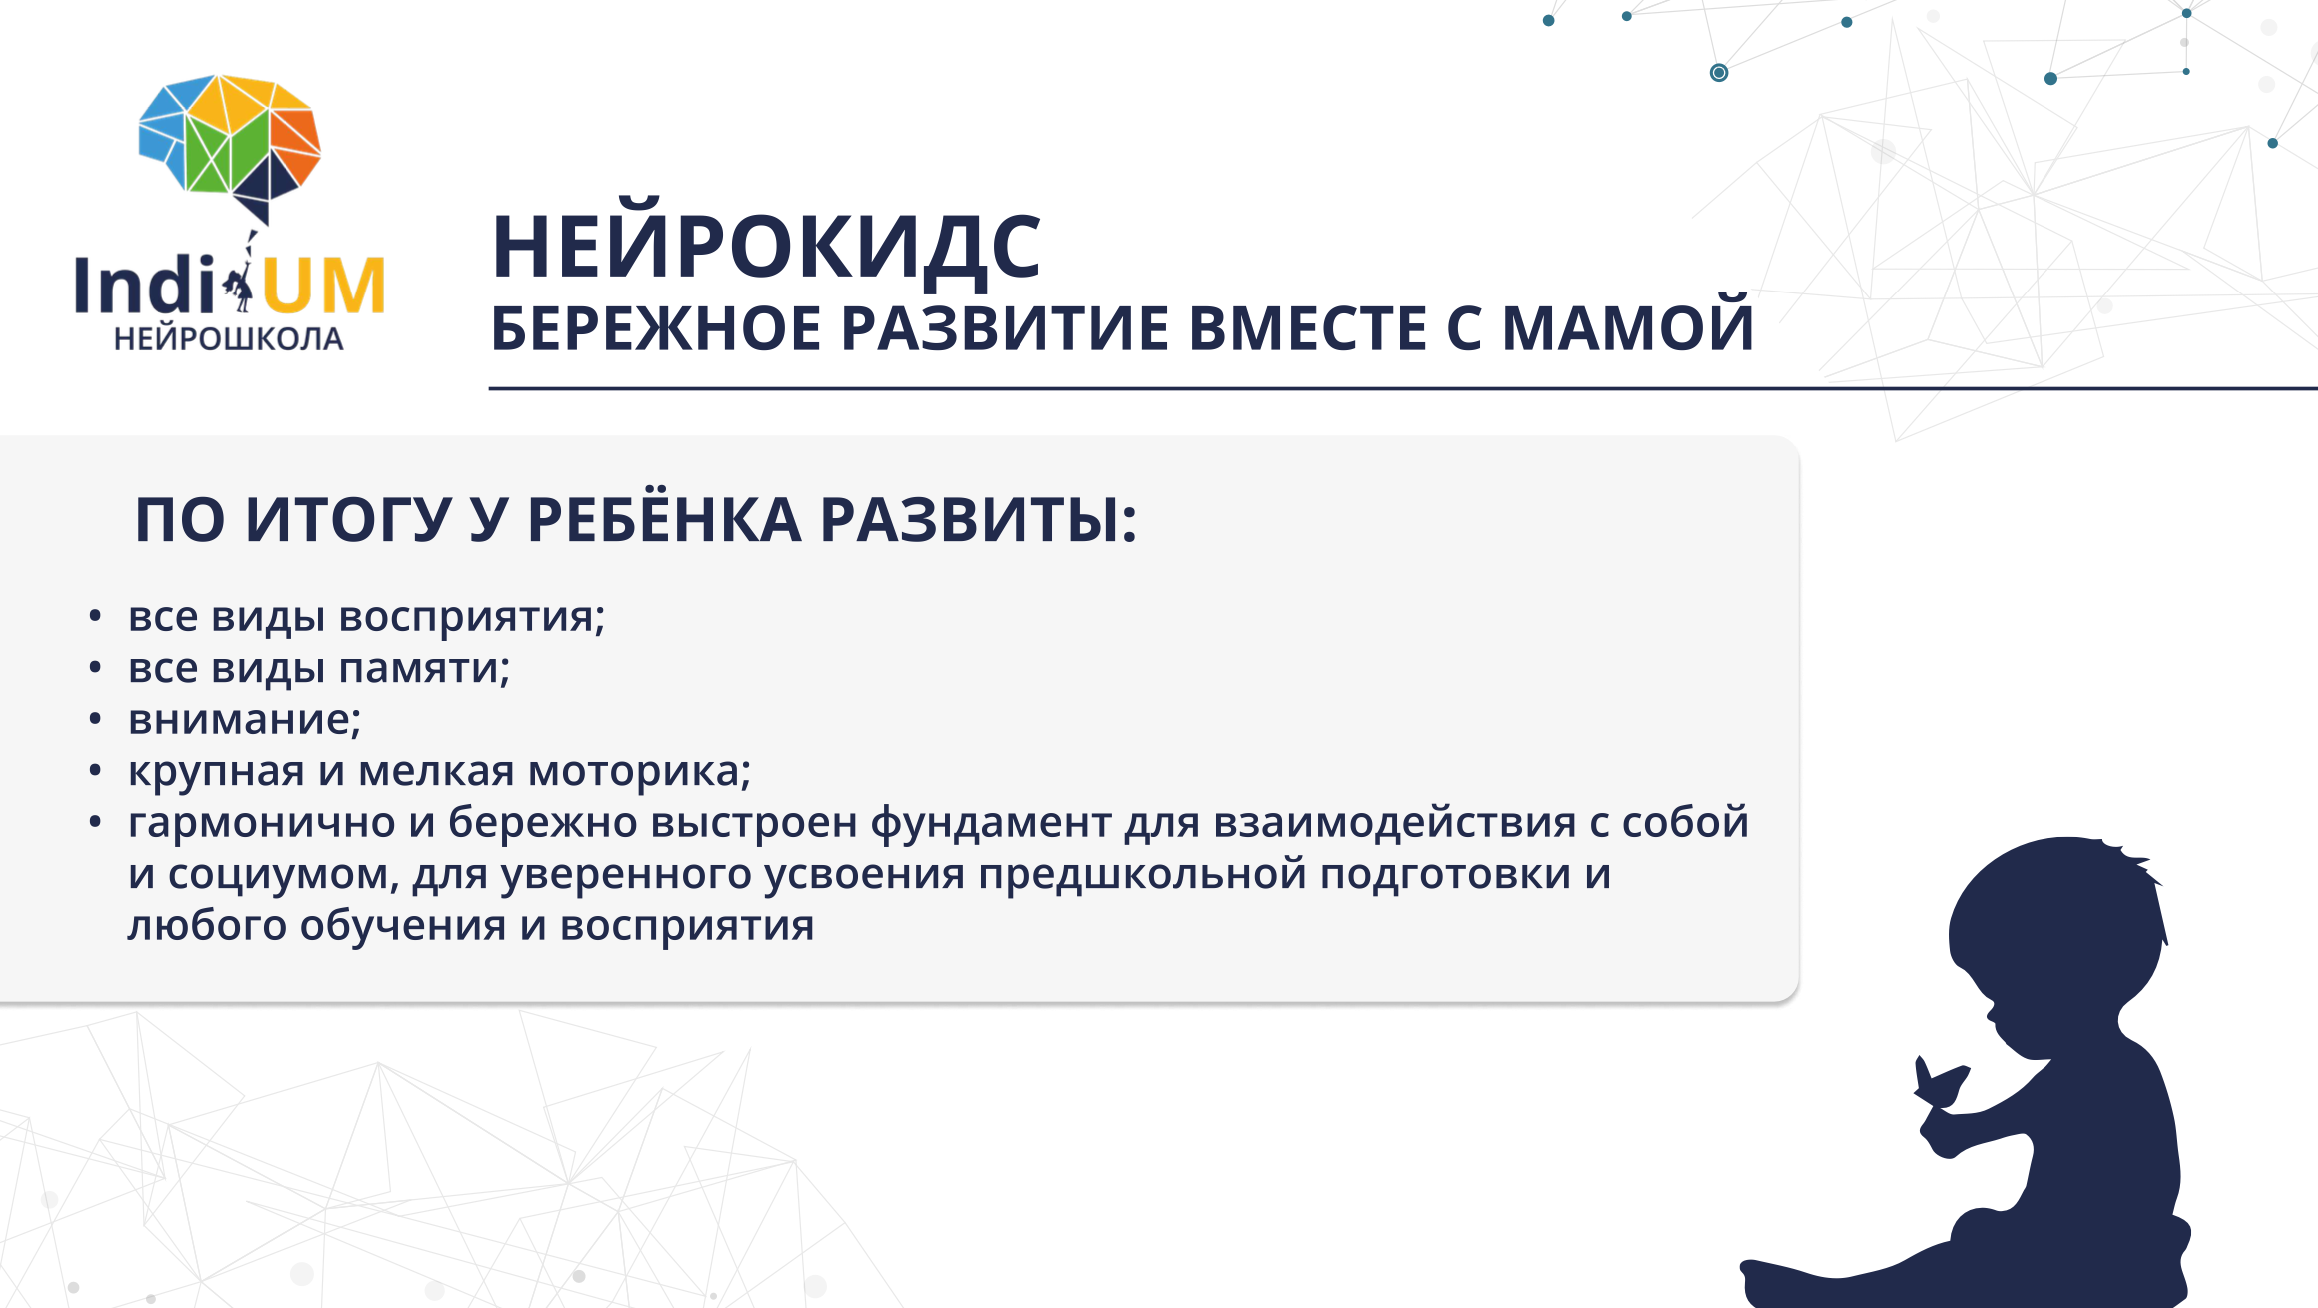 IndiUM
НЕЙРОШКОЛА
НЕЙРОКИДС
БЕРЕЖНОЕ РАЗВИТИЕ ВМЕСТЕ С МАМОЙ
ПО ИТОГУ У РЕБЁНКА РАЗВИТЫ:
• все виды восприятия;
• все виды памяти;
• внимание;
• крупная и мелкая моторика;
• гармонично и бережно выстроен фундамент для взаимодействия с собой
и социумом, для уверенного усвоения предшкольной подготовки и
любого обучения и восприятия